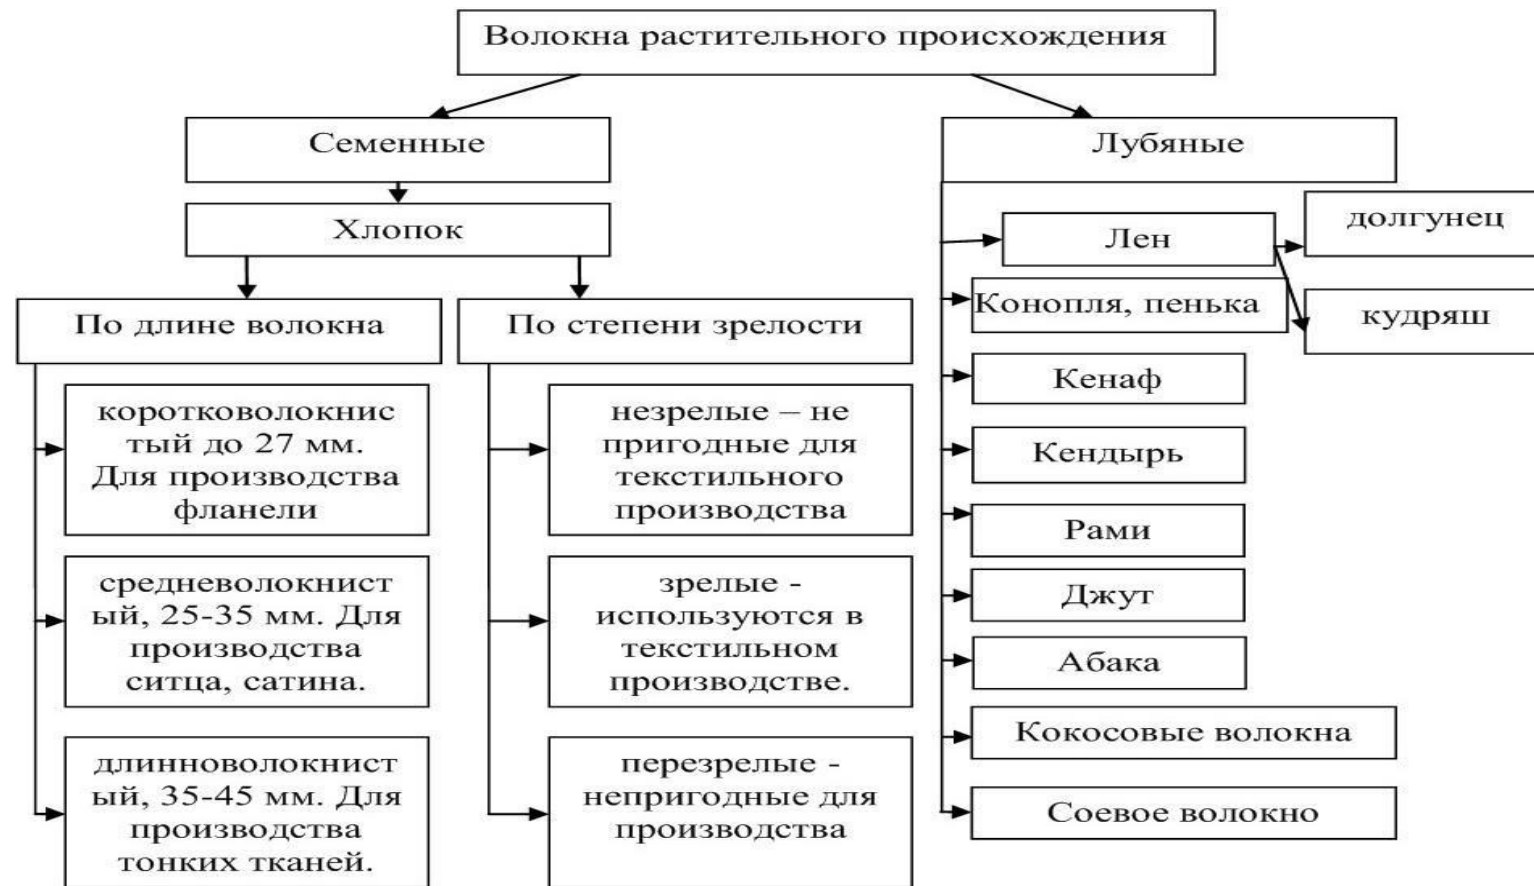 Волокна растительного происхождения
Семенные
Хлопок
По длине волокна
коротковолокнис
тый до 27 мм.
Для производства
фланели
средневолокнист
ый, 25-35 мм. Для
производства
ситца, сатина.
длинноволокнист
ый, 35-45 мм. Для
производства
тонких тканей.
По степени зрелости
незрелые – не
пригодные для
текстильного
производства
зрелые -
используются в
текстильном
производстве.
перезрелые -
непригодные для
производства
Лубяные
Лен
долгунец
кудряш
Конопля, пенька
Кенаф
Кендырь
Рами
Джут
Абака
Кокосовые волокна
Соевое волокно